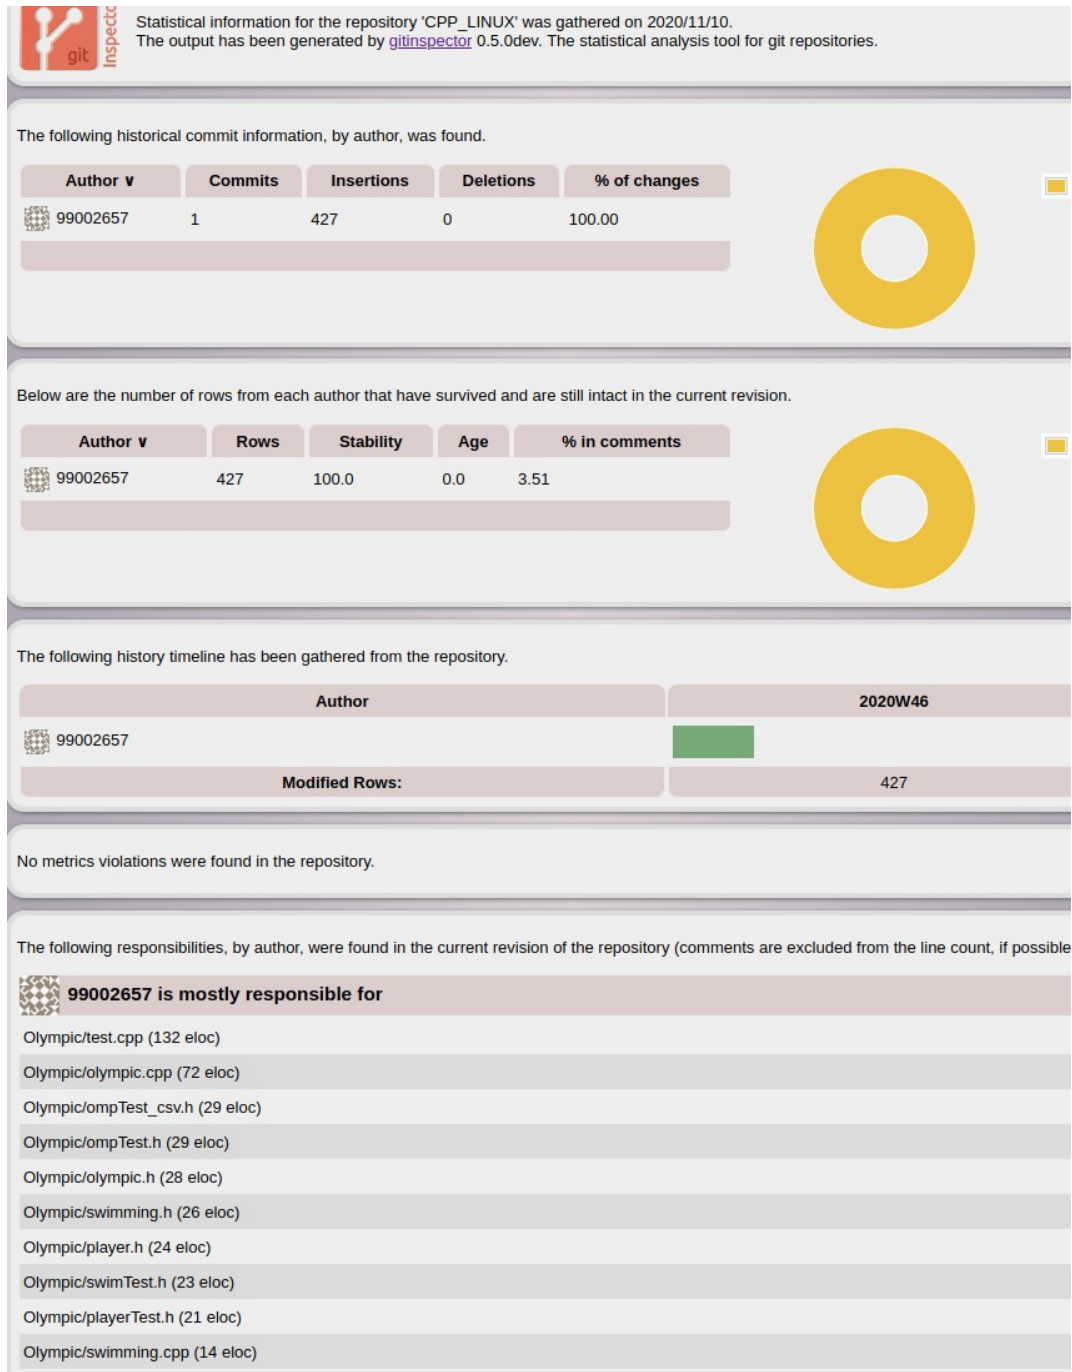 git
Statistical information for the repository 'CPP_LINUX' was gathered on 2020/11/10.
The output has been generated by gitinspector 0.5.0dev. The statistical analysis tool for git repositories.
The following historical commit information, by author, was found.
Author ∨ Commits Insertions Deletions % of changes
99002657 1 427 0 100.00
Below are the number of rows from each author that have survived and are still intact in the current revision.
Author ∨ Rows Stability Age % in comments
99002657 427 100.0 0.0 3.51
The following history timeline has been gathered from the repository.
Author 2020W46
99002657
Modified Rows: 427
No metrics violations were found in the repository.
The following responsibilities, by author, were found in the current revision of the repository (comments are excluded from the line count, if possible
99002657 is mostly responsible for
Olympic/test.cpp (132 eloc)
Olympic/olympic.cpp (72 eloc)
Olympic/ompTest_csv.h (29 eloc)
Olympic/ompTest.h (29 eloc)
Olympic/olympic.h (28 eloc)
Olympic/swimming.h (26 eloc)
Olympic/player.h (24 eloc)
Olympic/swimTest.h (23 eloc)
Olympic/playerTest.h (21 eloc)
Olympic/swimming.cpp (14 eloc)